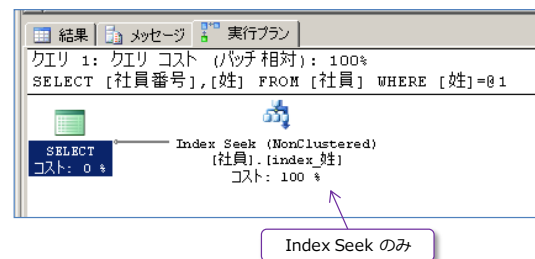 結果 メッセージ 実行プラン
クエリ 1: クエリ コスト (バッチ相対): 100%
SELECT [社員番号],[姓] FROM [社員] WHERE [姓]=@1
SELECT
コスト: 0 %
Index Seek (NonClustered)
[社員].[index_姓]
コスト: 100 %
Index Seek のみ